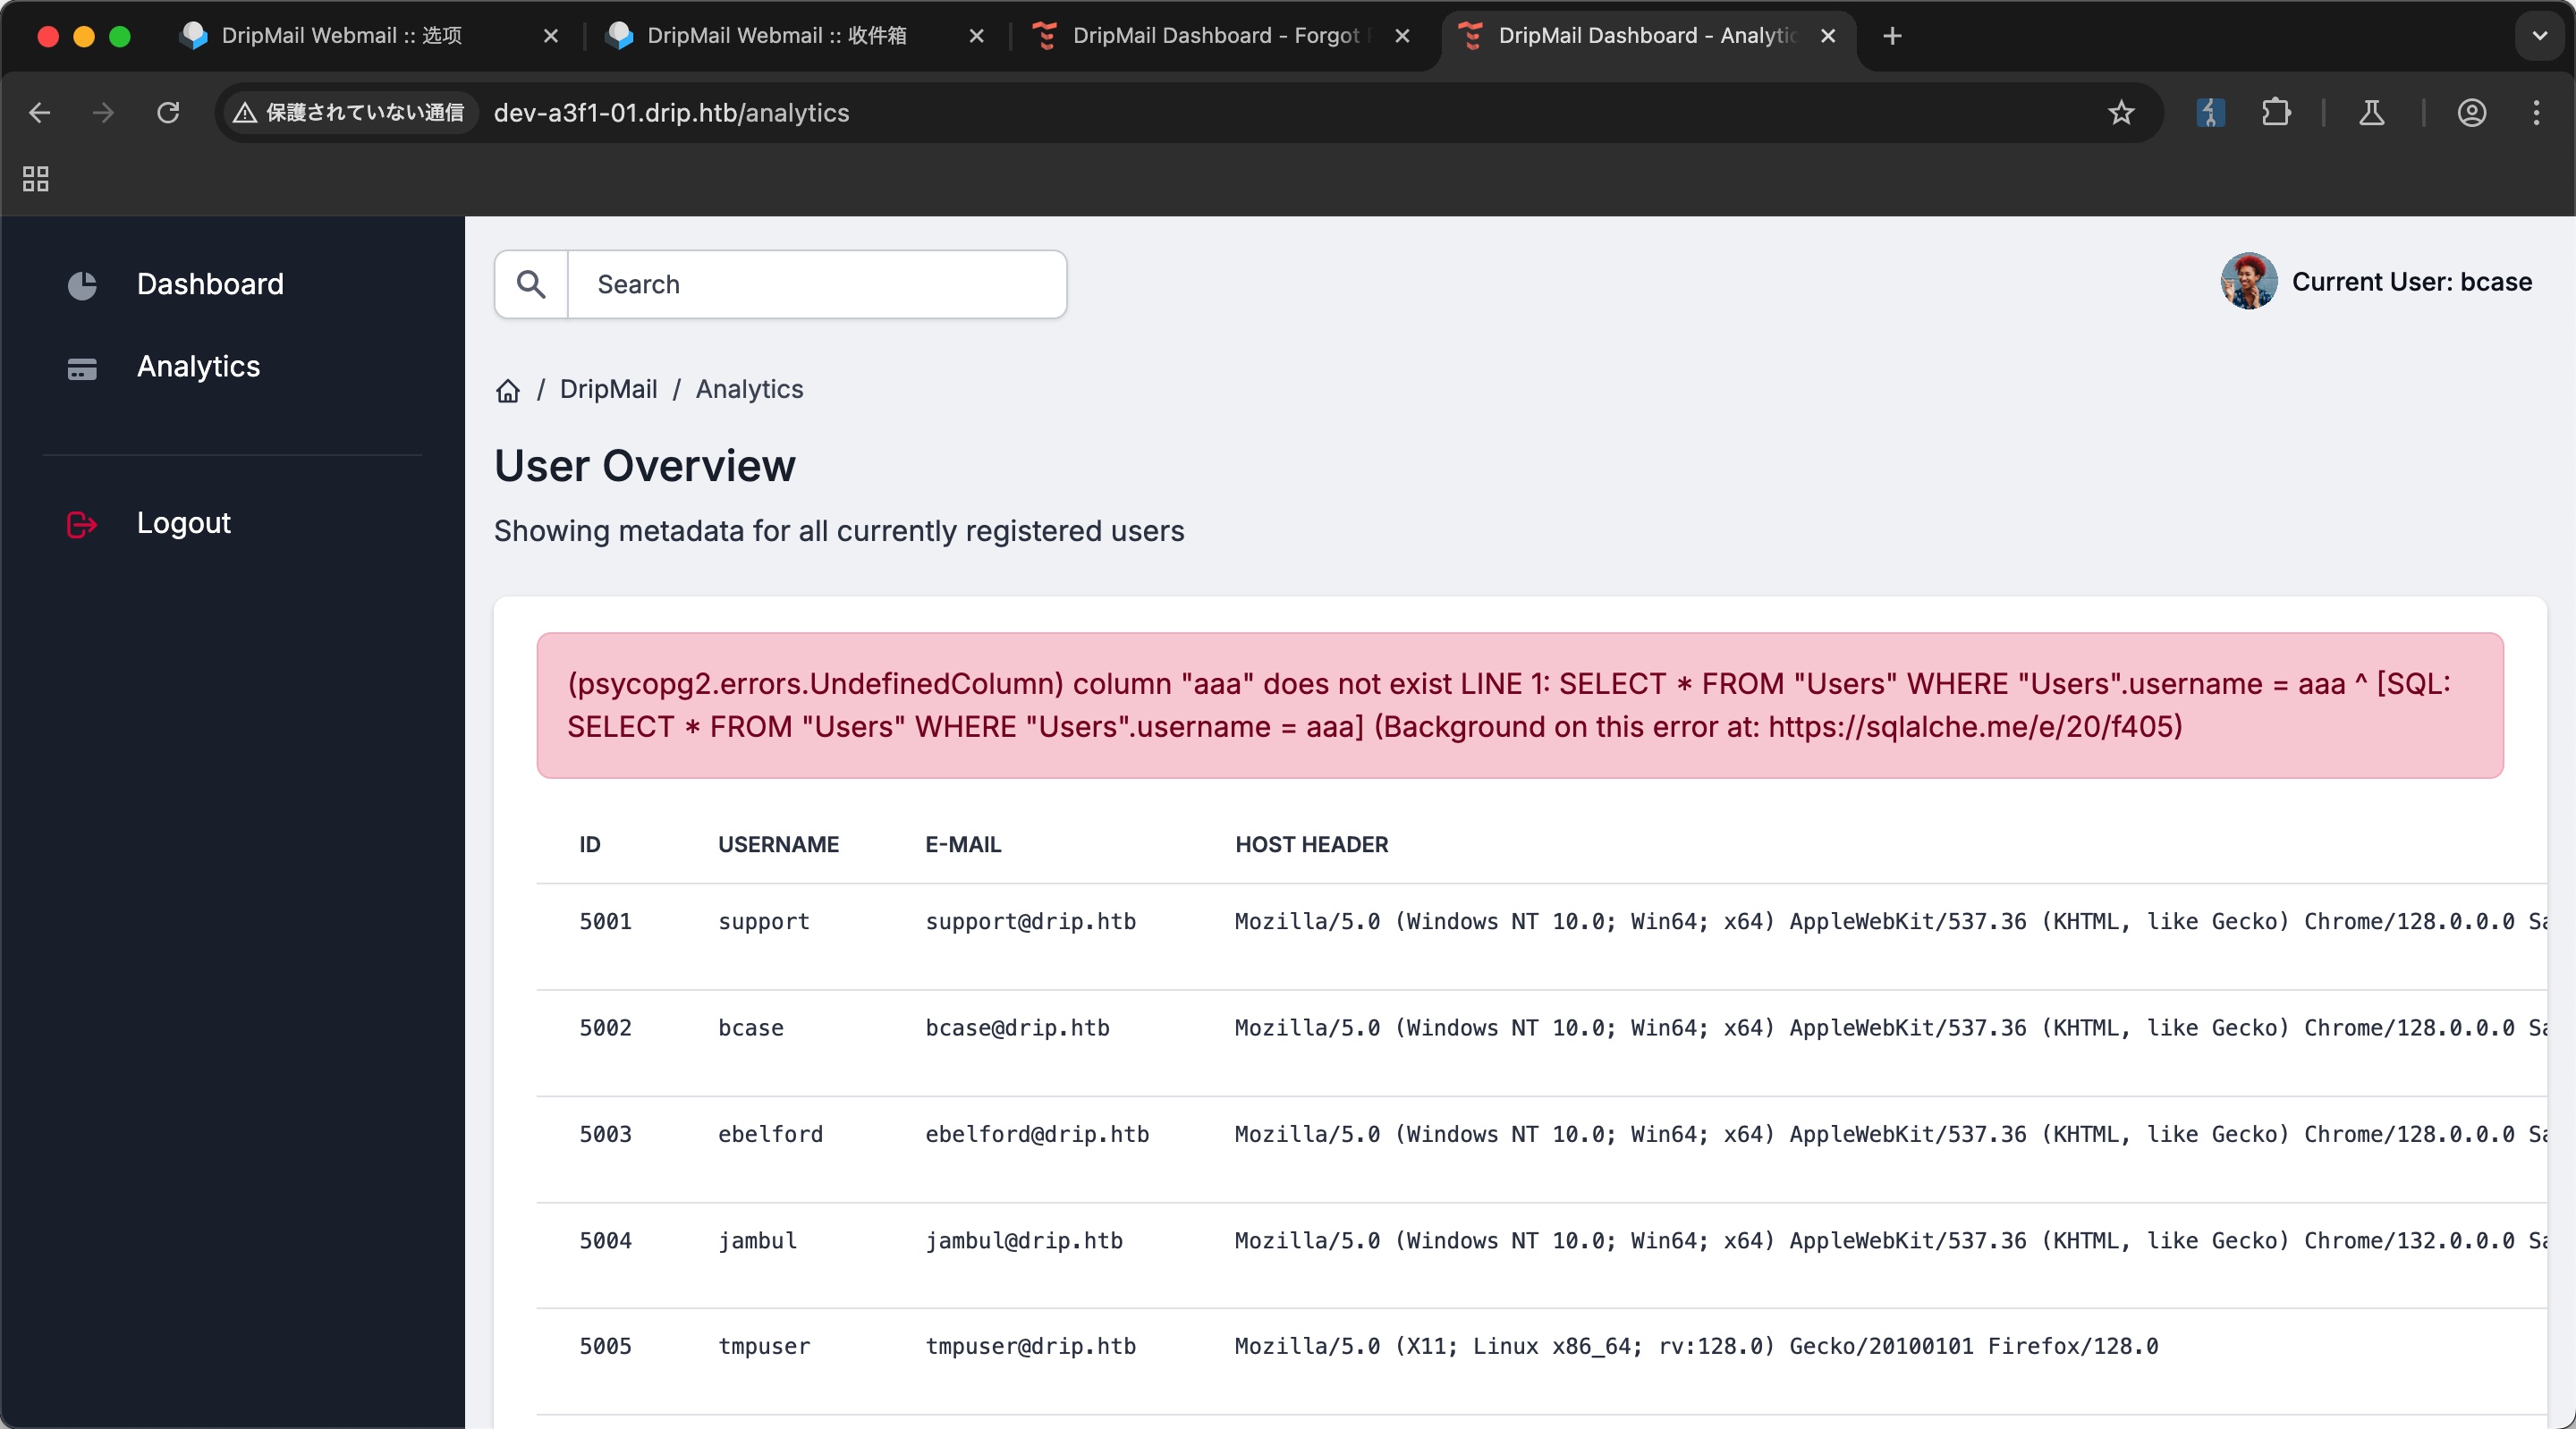 DripMail Webmail :: 选项
DripMail Webmail :: 收件箱
DripMail Dashboard - Forgot
DripMail Dashboard - Analytic
保護されていない通信
dev-a3f1-01.drip.htb/analytics
Dashboard
Analytics
Logout
Search
Current User: bcase
/ DripMail / Analytics
User Overview
Showing metadata for all currently registered users
(psycopg2.errors.UndefinedColumn) column "aaa" does not exist LINE 1: SELECT * FROM "Users" WHERE "Users".username = aaa ^ [SQL:
SELECT * FROM "Users" WHERE "Users".username = aaa] (Background on this error at: https://sqlalche.me/e/20/f405)
ID USERNAME E-MAIL HOST HEADER
5001 support support@drip.htb Mozilla/5.0 (Windows NT 10.0; Win64; x64) AppleWebKit/537.36 (KHTML, like Gecko) Chrome/128.0.0.0 Sa
5002 bcase bcase@drip.htb Mozilla/5.0 (Windows NT 10.0; Win64; x64) AppleWebKit/537.36 (KHTML, like Gecko) Chrome/128.0.0.0 Sa
5003 ebelford ebelford@drip.htb Mozilla/5.0 (Windows NT 10.0; Win64; x64) AppleWebKit/537.36 (KHTML, like Gecko) Chrome/128.0.0.0 Sa
5004 jambul jambul@drip.htb Mozilla/5.0 (Windows NT 10.0; Win64; x64) AppleWebKit/537.36 (KHTML, like Gecko) Chrome/132.0.0.0 Sa
5005 tmpuser tmpuser@drip.htb Mozilla/5.0 (X11; Linux x86_64; rv:128.0) Gecko/20100101 Firefox/128.0